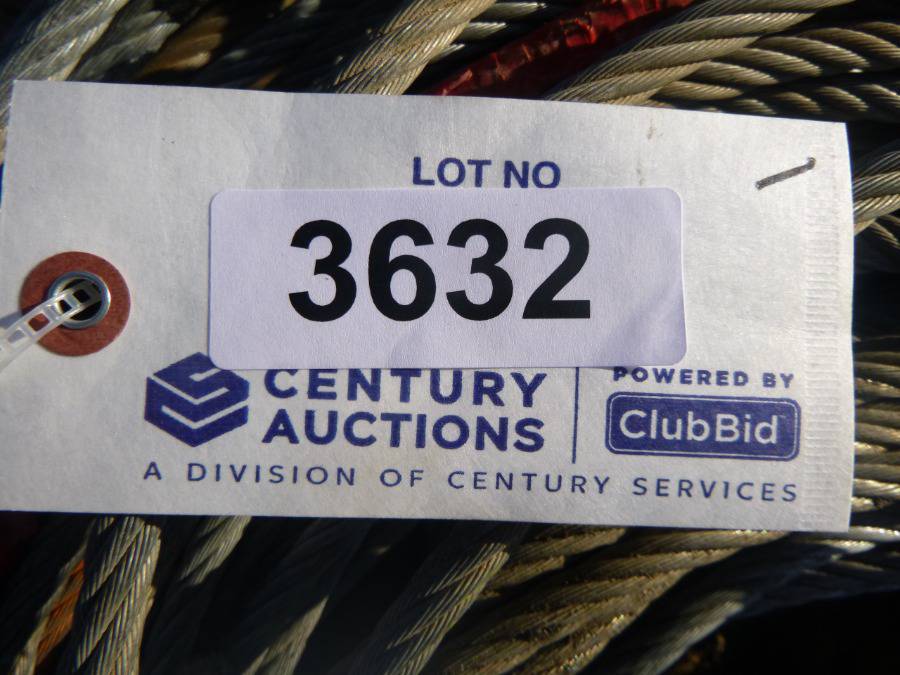 LOT NO
3632
CENTURY
AUCTIONS
POWERED BY
ClubBid
A DIVISION OF CENTURY SERVICES